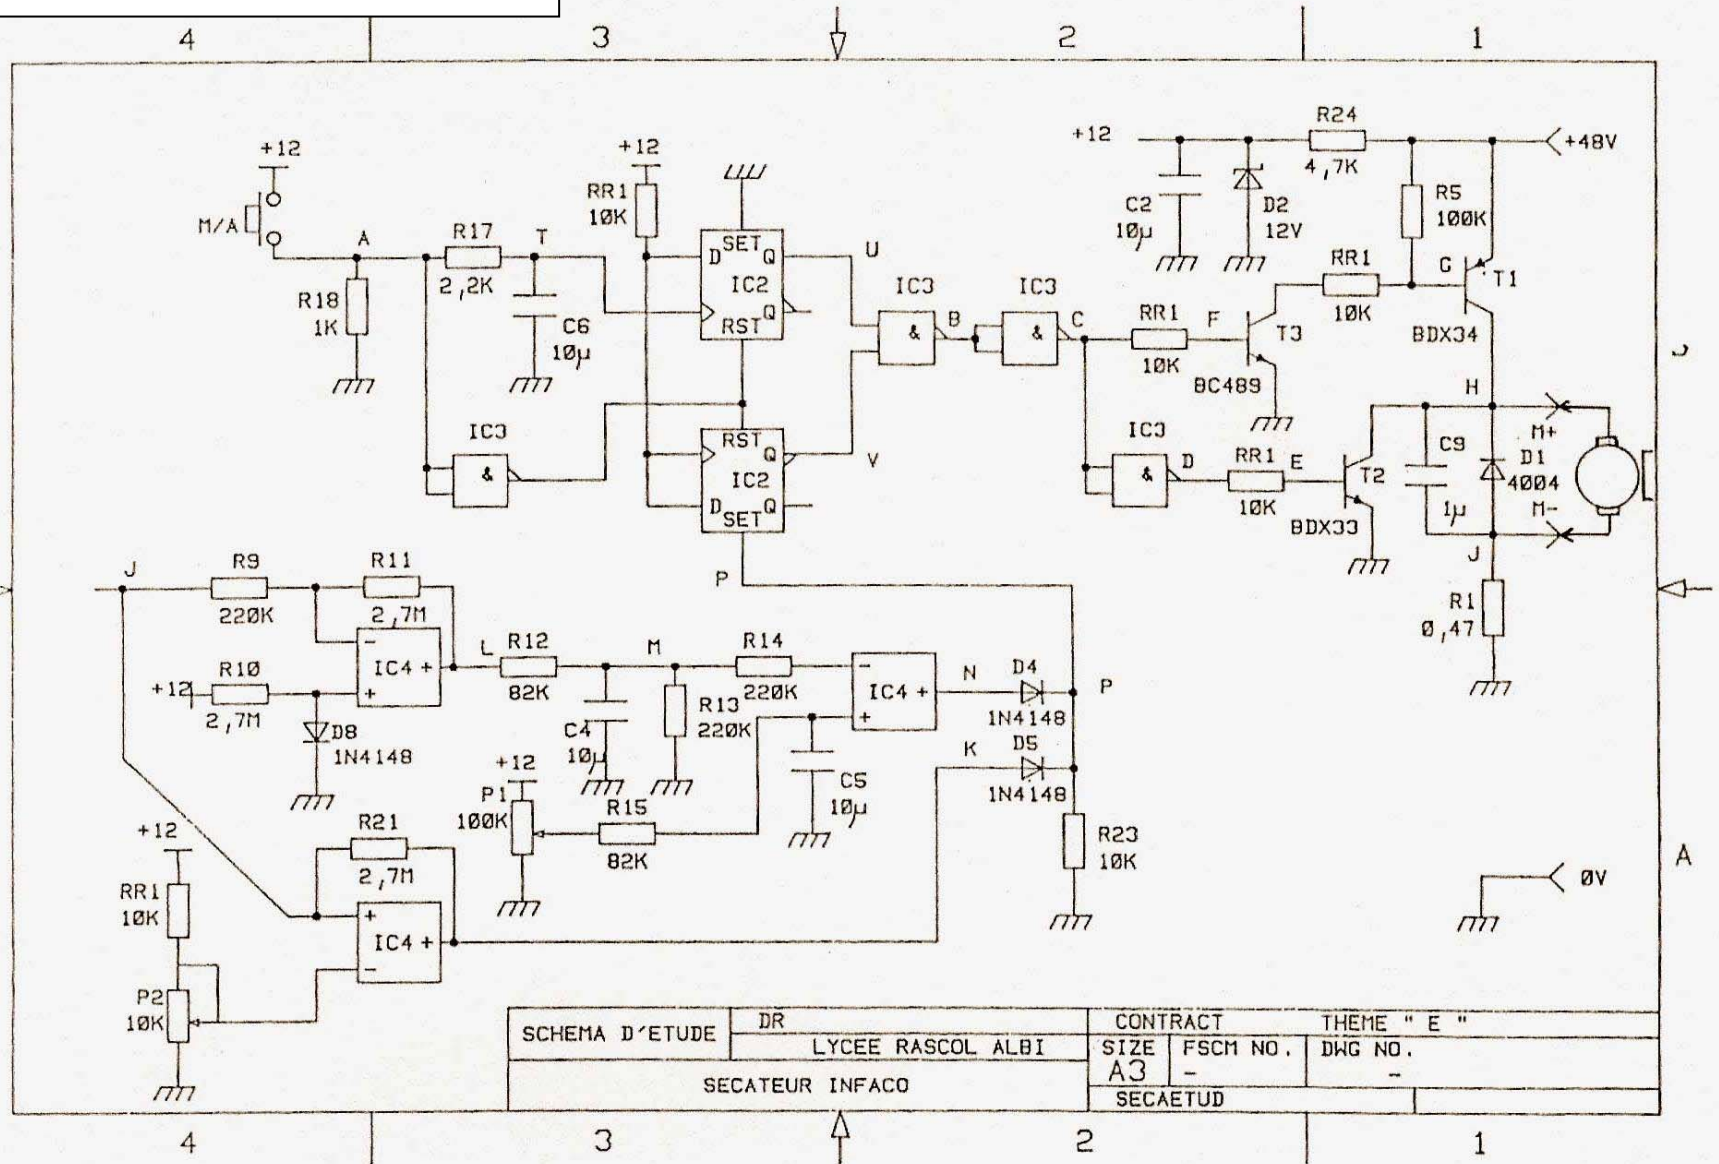 4 3 2 1
+12
M/A
A
R18
1K
R17
2,2K
T
C6
10µ
+12
RR1
10K
D SET Q
IC2
RST Q
U
RST
Q
IC2
D SET Q
V
IC3
&
IC3
&
B
IC3
&
C
RR1
10K
F
T3
BC489
IC3
&
D
RR1
10K
E
T2
BDX33
+12
C2
10µ
D2
12V
R24
4,7K
+48V
R5
100K
RR1
10K
G
T1
BDX34
H
C9
1µ
M+
D1
4004
M-
J
R1
0,47
J
R9
220K
R11
2,7M
-
IC4 +
+
+12
R10
2,7M
D8
1N4148
L
R12
82K
C4
10µ
M
R13
220K
R14
220K
-
IC4 +
+
N
D4
1N4148
P
P
K
D5
1N4148
C5
10µ
+12
P1
100K
R15
82K
R23
10K
+12
RR1
10K
P2
10K
R21
2,7M
+
IC4 +
-
0V
A
SCHEMA D'ETUDE
DR
LYCEE RASCOL ALBI
SECATEUR INFACO
CONTRACT
THEME " E "
SIZE
A3
FSCM NO.
-
DWG NO.
-
SECAETUD
4 3 2 1